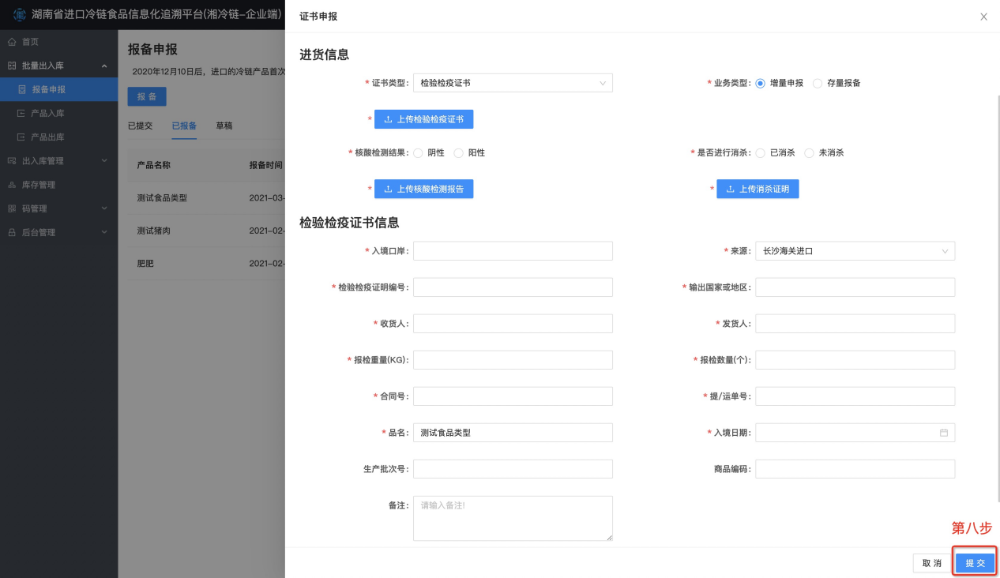 湖南省进口冷链食品信息化追溯平台(湘冷链-企业端)
首页
批量出入库
报备申报
产品入库
产品出库
出入库管理
库存管理
码管理
后台管理
报备申报
2020年12月10日后，进口的冷链产品首次
报 备
已提交 已报备 草稿
产品名称 报备时间
测试食品类型 2021-03-
测试猪肉 2021-02-
肥肥 2021-02-
证书申报
进货信息
* 证书类型: 检验检疫证书 * 业务类型: 增量申报 存量报备
* 上传检验检疫证书
* 核酸检测结果: 阴性 阳性 * 是否进行消杀: 已消杀 未消杀
* 上传核酸检测报告 * 上传消杀证明
检验检疫证书信息
* 入境口岸: * 来源: 长沙海关进口
* 检验检疫证明编号: * 输出国家或地区:
* 收货人: * 发货人:
* 报检重量(KG): * 报检数量(个):
* 合同号: * 提/运单号:
* 品名: 测试食品类型 * 入境日期:
生产批次号: 商品编码:
备注: 请输入备注!
第八步
取 消 提 交